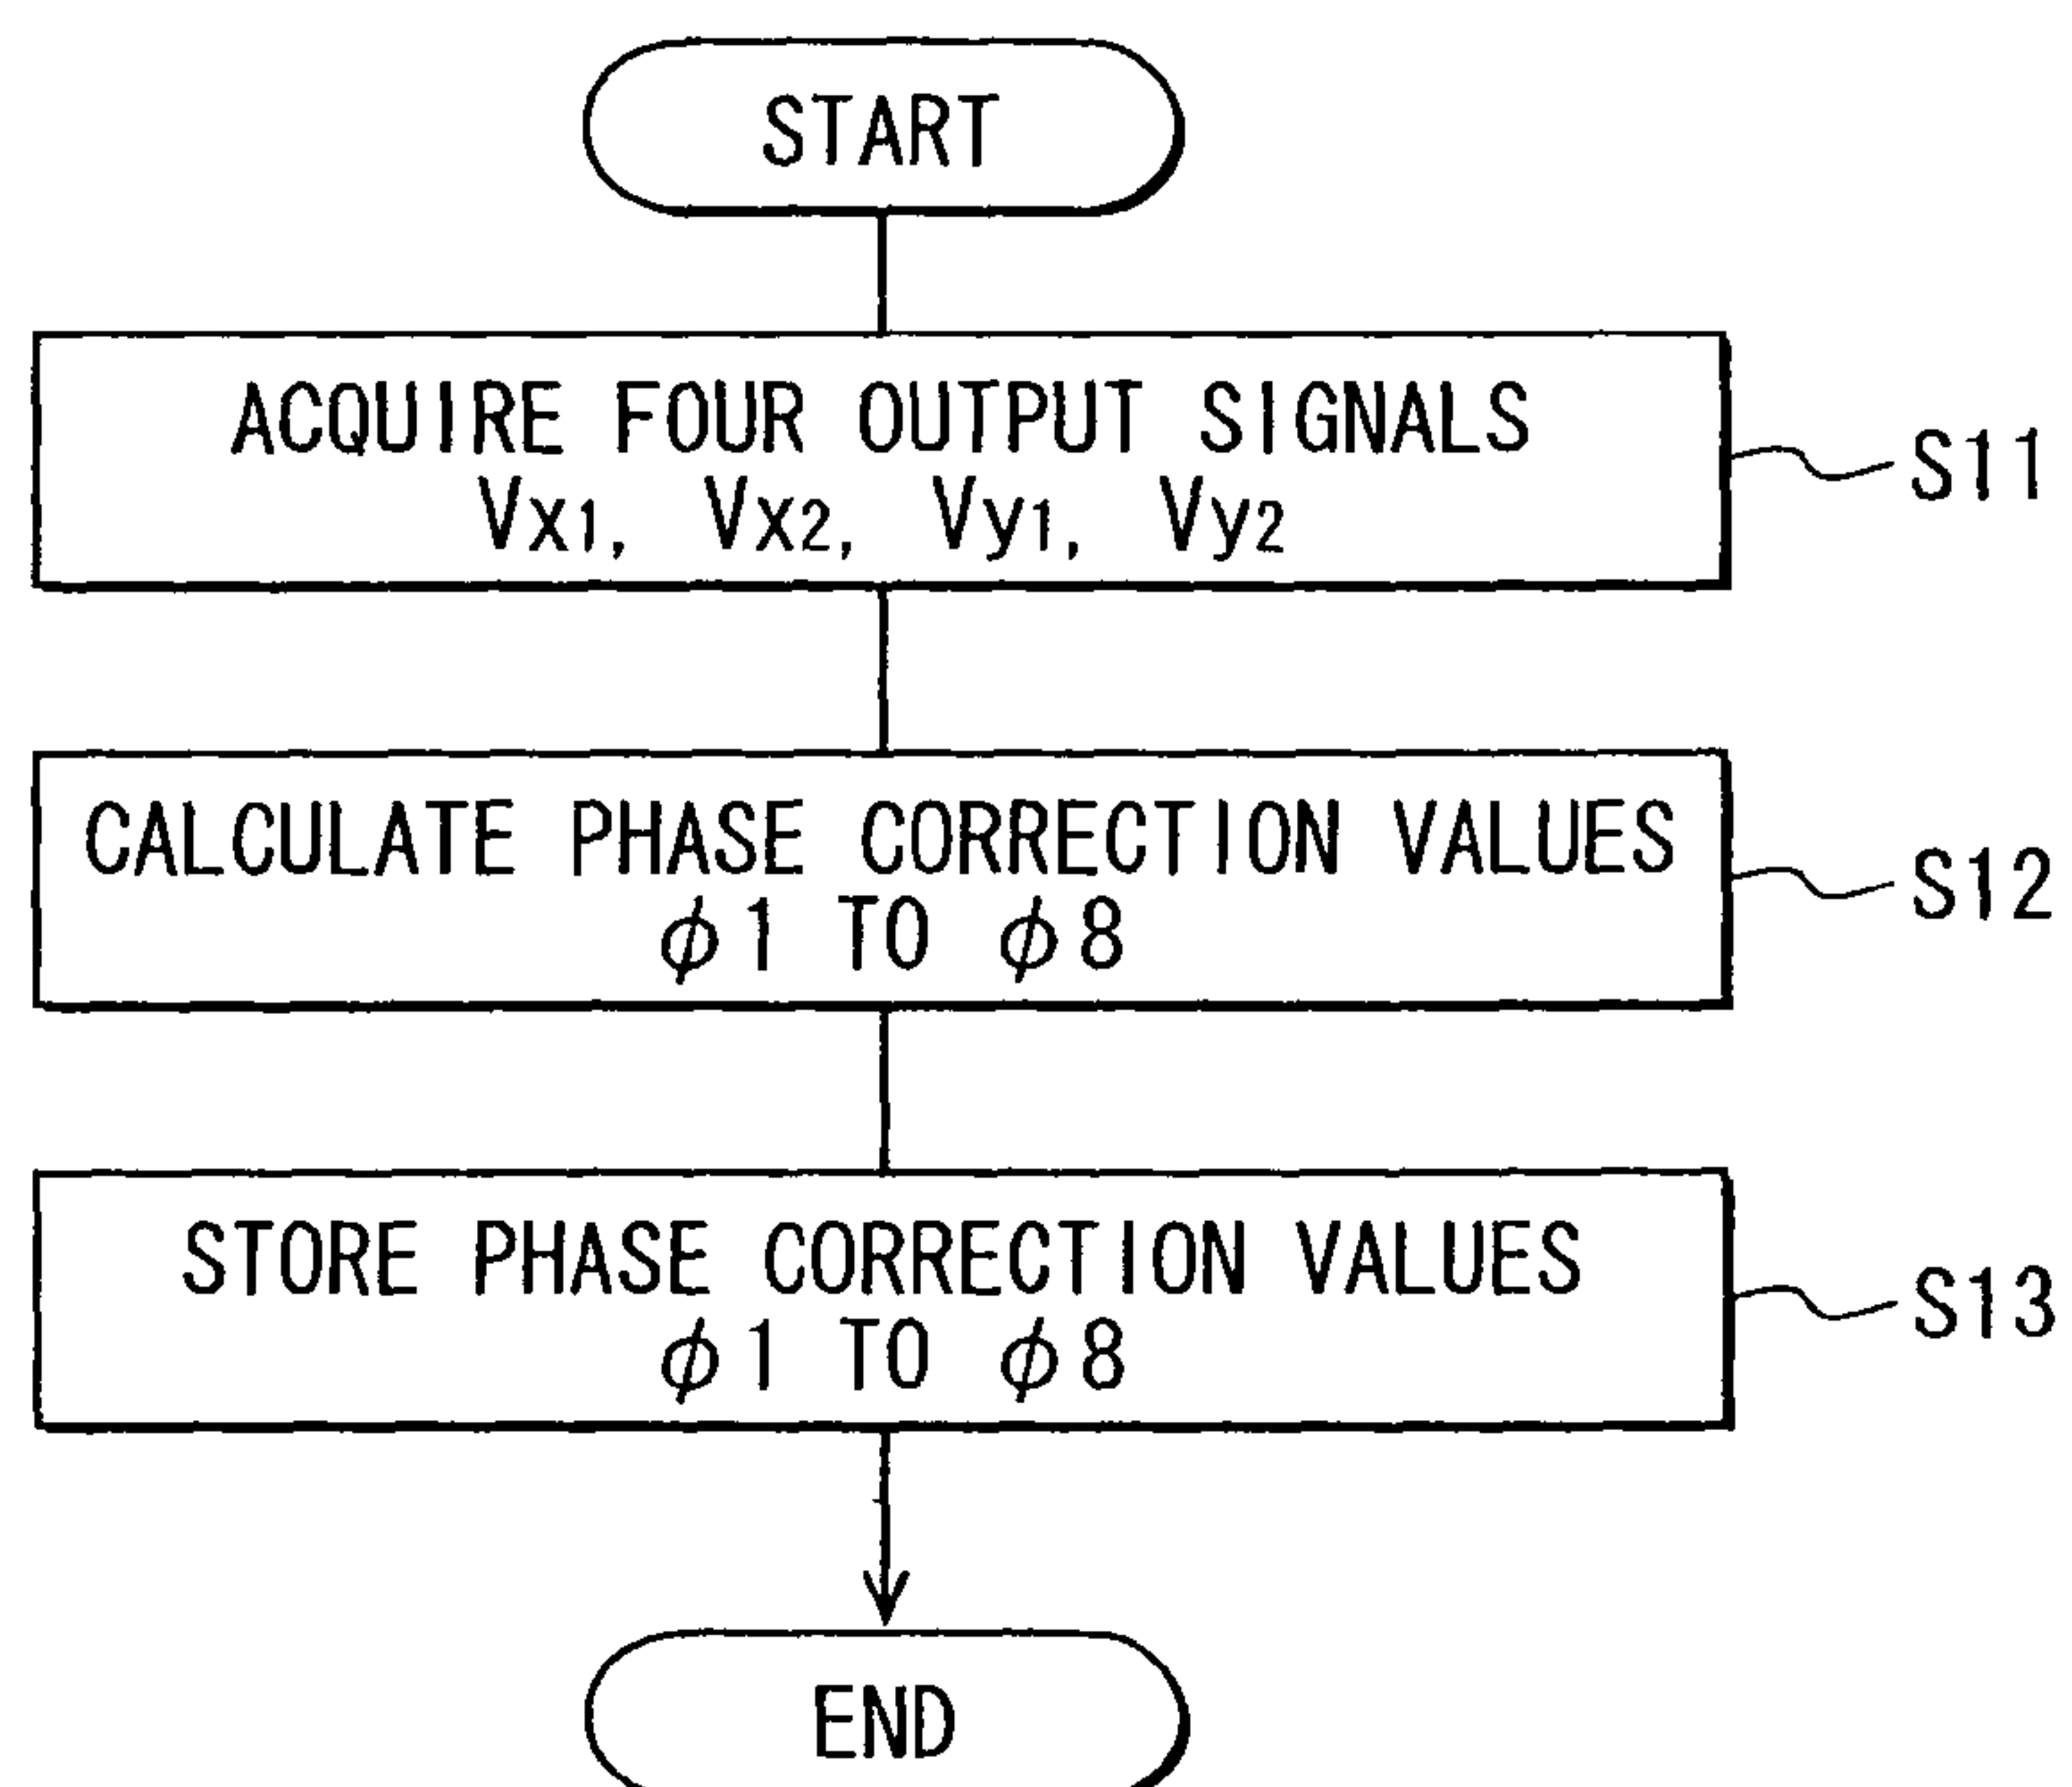 START
ACQUIRE FOUR OUTPUT SIGNALS
Vx1, Vx2, Vy1, Vy2
S11
CALCULATE PHASE CORRECTION VALUES
ϕ1 TO ϕ8
S12
STORE PHASE CORRECTION VALUES
ϕ1 TO ϕ8
S13
END